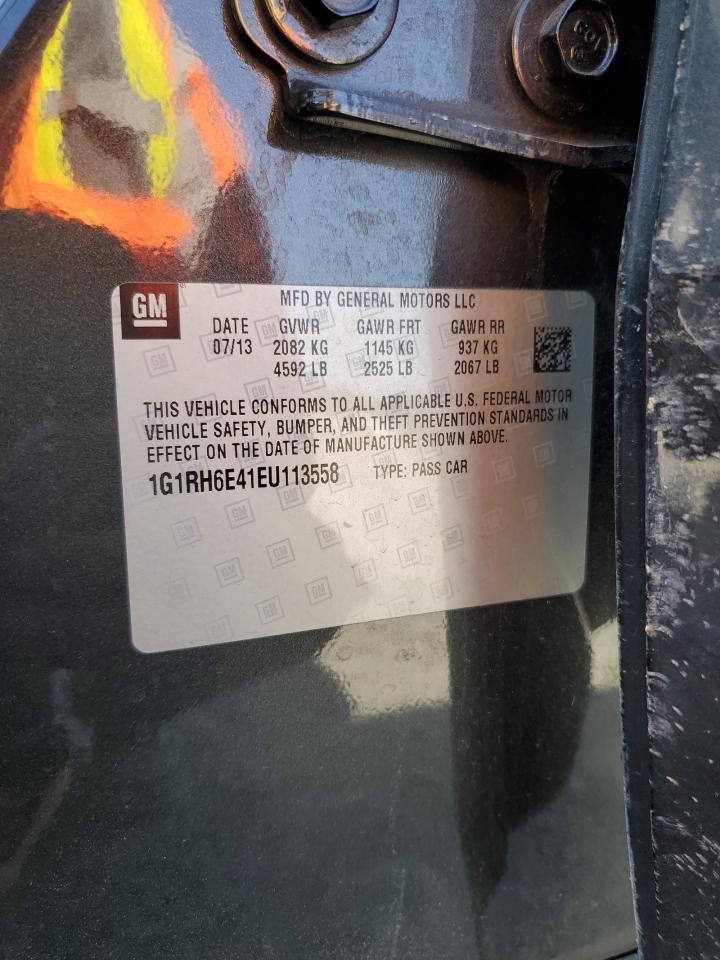 GM
MFD BY GENERAL MOTORS LLC
DATE GVWR GAWR FRT GAWR RR
07/13 2082 KG 1145 KG 937 KG
4592 LB 2525 LB 2067 LB
THIS VEHICLE CONFORMS TO ALL APPLICABLE U.S. FEDERAL MOTOR
VEHICLE SAFETY, BUMPER, AND THEFT PREVENTION STANDARDS IN
EFFECT ON THE DATE OF MANUFACTURE SHOWN ABOVE.
1G1RH6E41EU113558 TYPE: PASS CAR